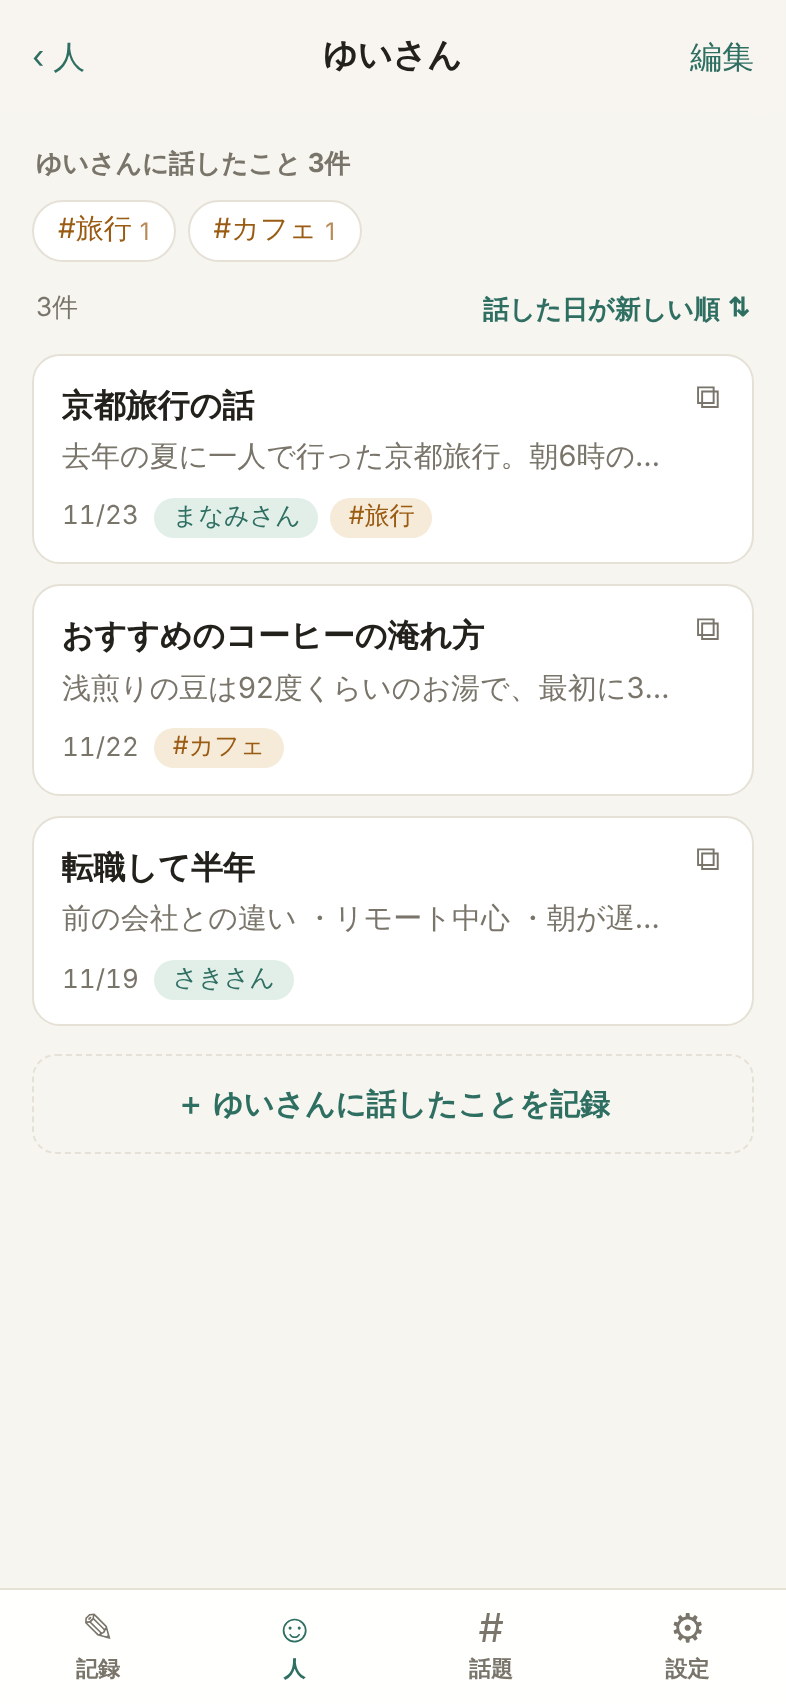 ‹ 人
ゆいさん
編集
ゆいさんに話したこと 3件
#旅行 1
#カフェ 1
3件
話した日が新しい順 ⇅
京都旅行の話
去年の夏に一人で行った京都旅行。朝6時の...
11/23 まなみさん #旅行
おすすめのコーヒーの淹れ方
浅煎りの豆は92度くらいのお湯で、最初に3...
11/22 #カフェ
転職して半年
前の会社との違い ・リモート中心 ・朝が遅...
11/19 さきさん
+ ゆいさんに話したことを記録
記録
人
#
話題
設定